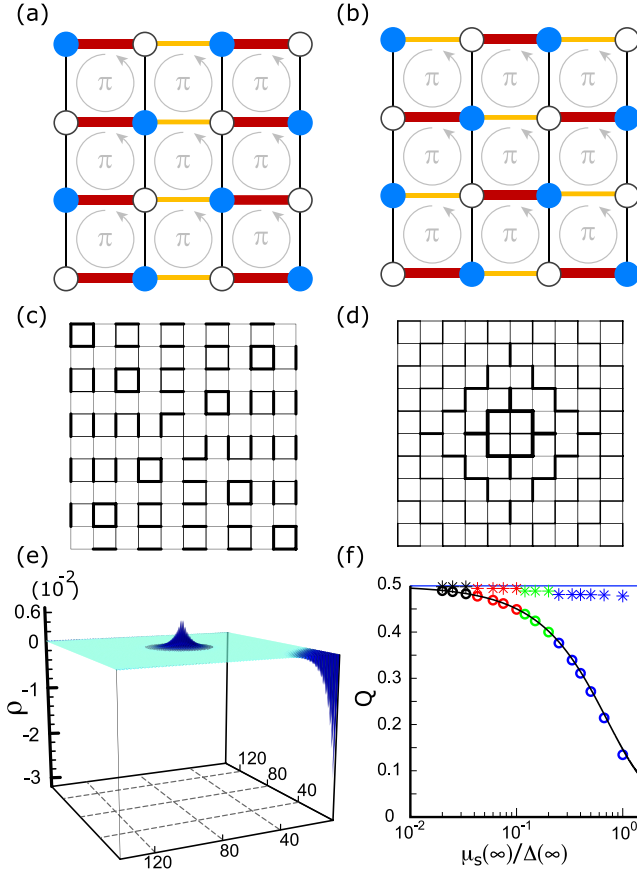 (a)
(b)
π π π
π π π
π π π
π π π
π π π
π π π
(c)
(d)
(e)
(f)
(10⁻²)
0.6
0
-1
-2
-3
ρ
120
80
40
120
80
40
0.5
0.4
0.3
0.2
0.1
0
Q
10⁻² 10⁻¹ 10⁰
μₛ(∞)/Δ(∞)